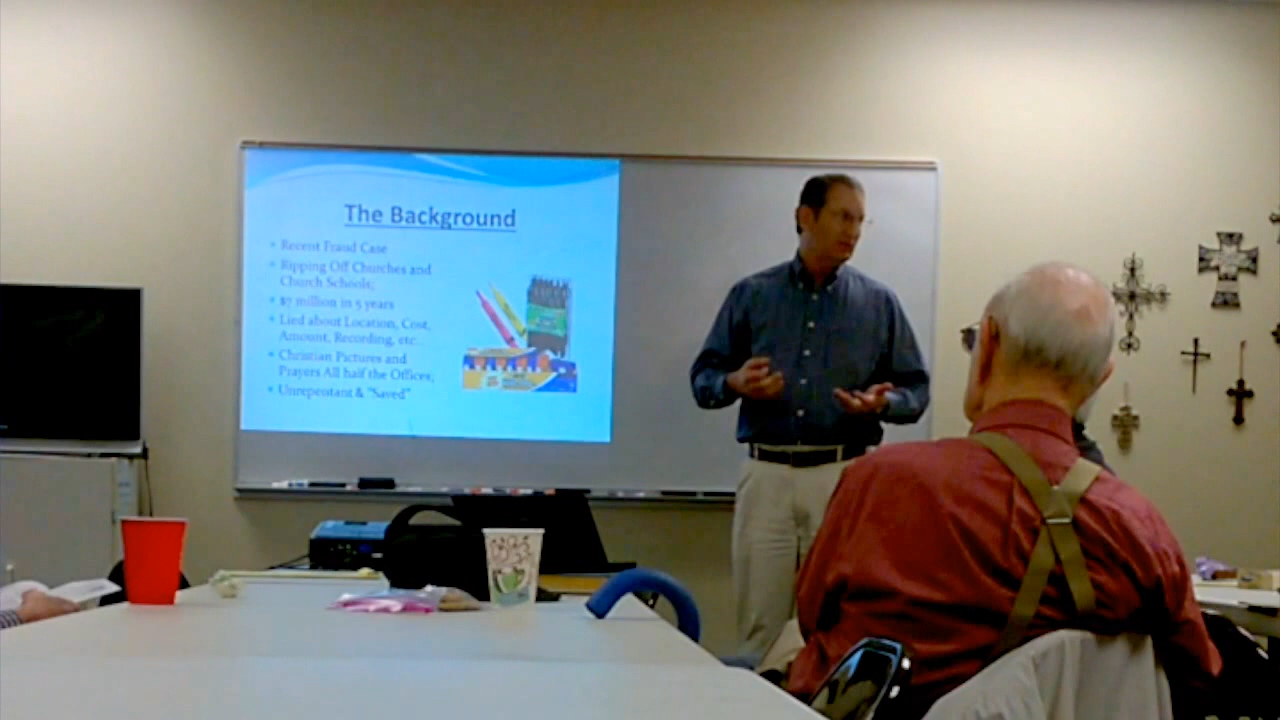 The Background
Recent Fraud Case
Ripping Off Churches and
Church Schools;
$7 million in 5 years
Lied about Location, Cost,
Amount, Recording, etc.
Christian Pictures and
Prayers All half the Offices;
Unrepentant & "Saved"